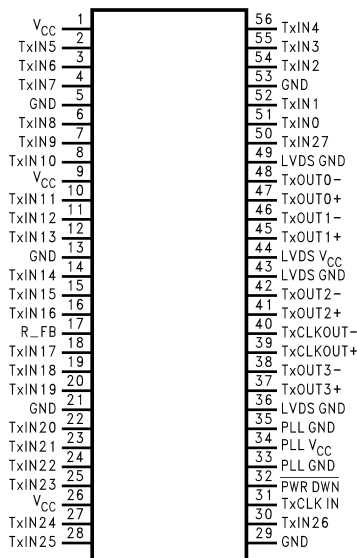 VCC 1
TxIN5 2
TxIN6 3
TxIN7 4
GND 5
TxIN8 6
TxIN9 7
TxIN10 8
VCC 9
TxIN11 10
TxIN12 11
TxIN13 12
GND 13
TxIN14 14
TxIN15 15
TxIN16 16
R_FB 17
TxIN17 18
TxIN18 19
TxIN19 20
GND 21
TxIN20 22
TxIN21 23
TxIN22 24
TxIN23 25
VCC 26
TxIN24 27
TxIN25 28
56 TxIN4
55 TxIN3
54 TxIN2
53 GND
52 TxIN1
51 TxIN0
50 TxIN27
49 LVDS GND
48 TxOUT0-
47 TxOUT0+
46 TxOUT1-
45 TxOUT1+
44 LVDS VCC
43 LVDS GND
42 TxOUT2-
41 TxOUT2+
40 TxCLKOUT-
39 TxCLKOUT+
38 TxOUT3-
37 TxOUT3+
36 LVDS GND
35 PLL GND
34 PLL VCC
33 PLL GND
32 PWR DWN
31 TxCLK IN
30 TxIN26
29 GND